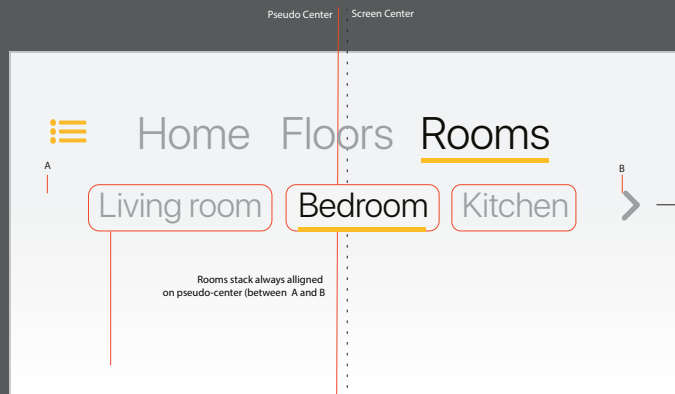 Pseudo Center Screen Center
Home Floors Rooms
A B
Living room Bedroom Kitchen
Rooms stack always alligned
on pseudo-center (between A and B